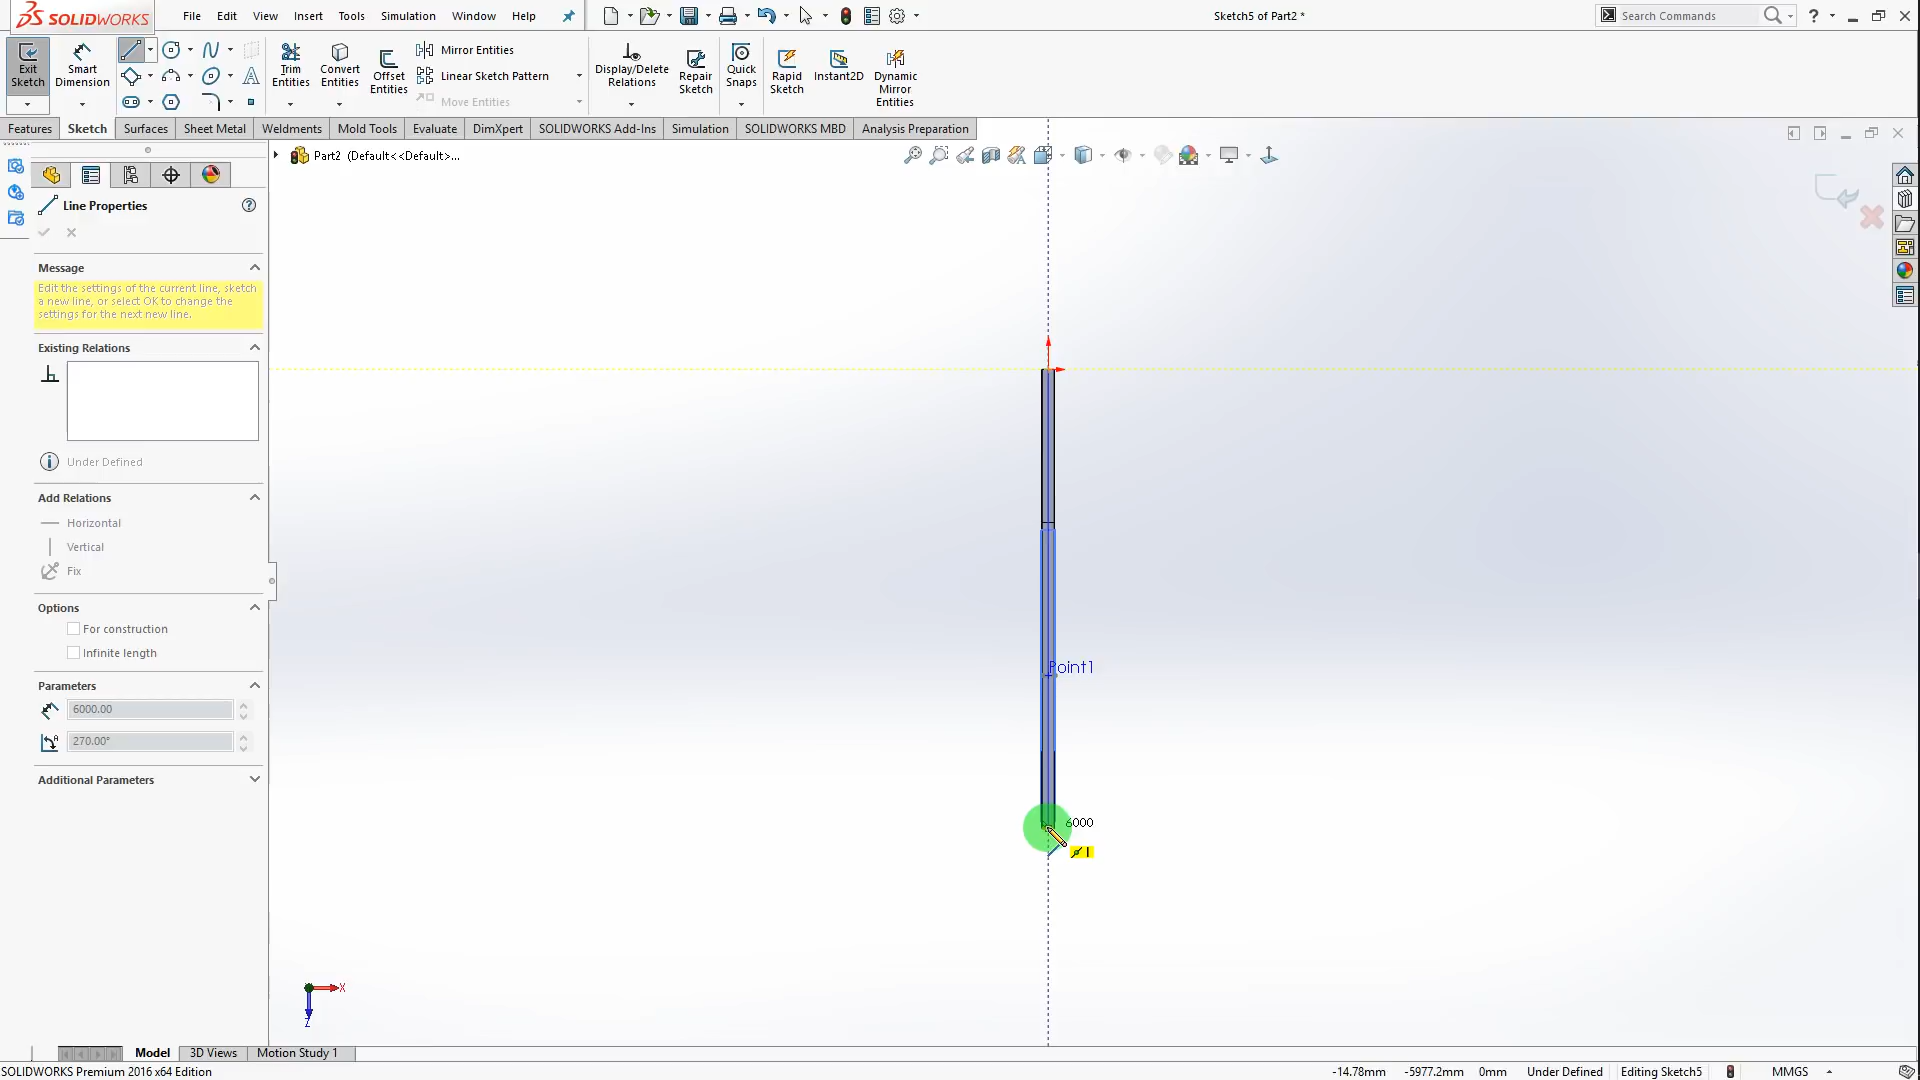 SOLIDWORKS
File Edit View Insert Tools Simulation Window Help
Sketch5 of Part2 *
Search Commands
Exit Sketch
Smart Dimension
Trim Entities
Convert Entities
Offset Entities
Mirror Entities
Linear Sketch Pattern
Move Entities
Display/Delete Relations
Repair Sketch
Quick Snaps
Rapid Sketch
Instant2D
Dynamic Mirror Entities
Features Sketch Surfaces Sheet Metal Weldments Mold Tools Evaluate DimXpert SOLIDWORKS Add-Ins Simulation SOLIDWORKS MBD Analysis Preparation
Part2 (Default<<Default>...
Line Properties
Message
Edit the settings of the current line, sketch
a new line, or select OK to change the
settings for the next new line.
Existing Relations
Under Defined
Add Relations
Horizontal
Vertical
Fix
Options
For construction
Infinite length
Parameters
6000.00
270.00°
Additional Parameters
Point1
6000
X
Z
Model 3D Views Motion Study 1
SOLIDWORKS Premium 2016 x64 Edition
-14.78mm -5977.2mm 0mm Under Defined Editing Sketch5 MMGS